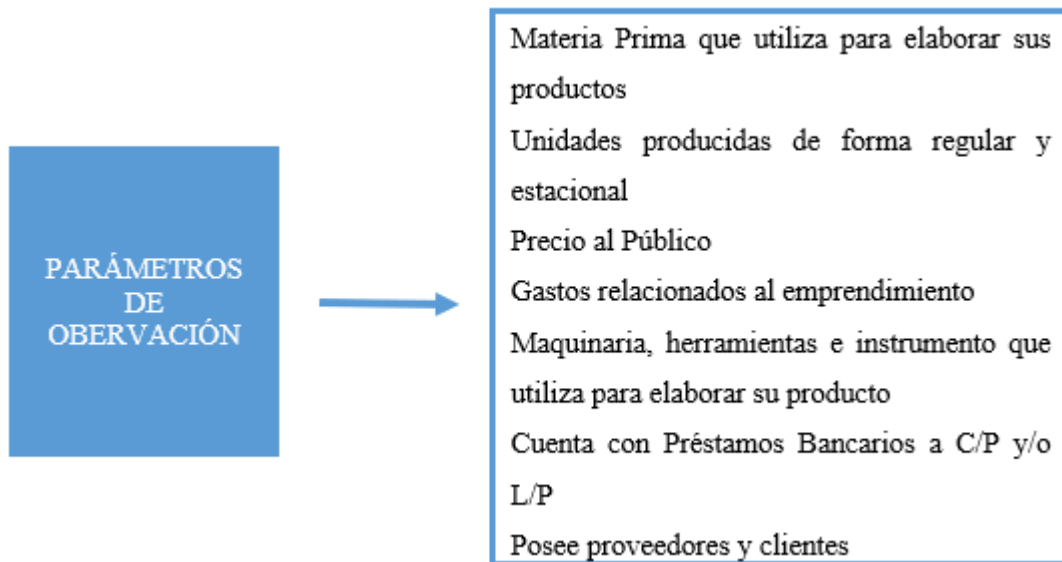 PARÁMETROS
DE
OBERVACIÓN
Materia Prima que utiliza para elaborar sus
productos
Unidades producidas de forma regular y
estacional
Precio al Público
Gastos relacionados al emprendimiento
Maquinaria, herramientas e instrumento que
utiliza para elaborar su producto
Cuenta con Préstamos Bancarios a C/P y/o
L/P
Posee proveedores y clientes